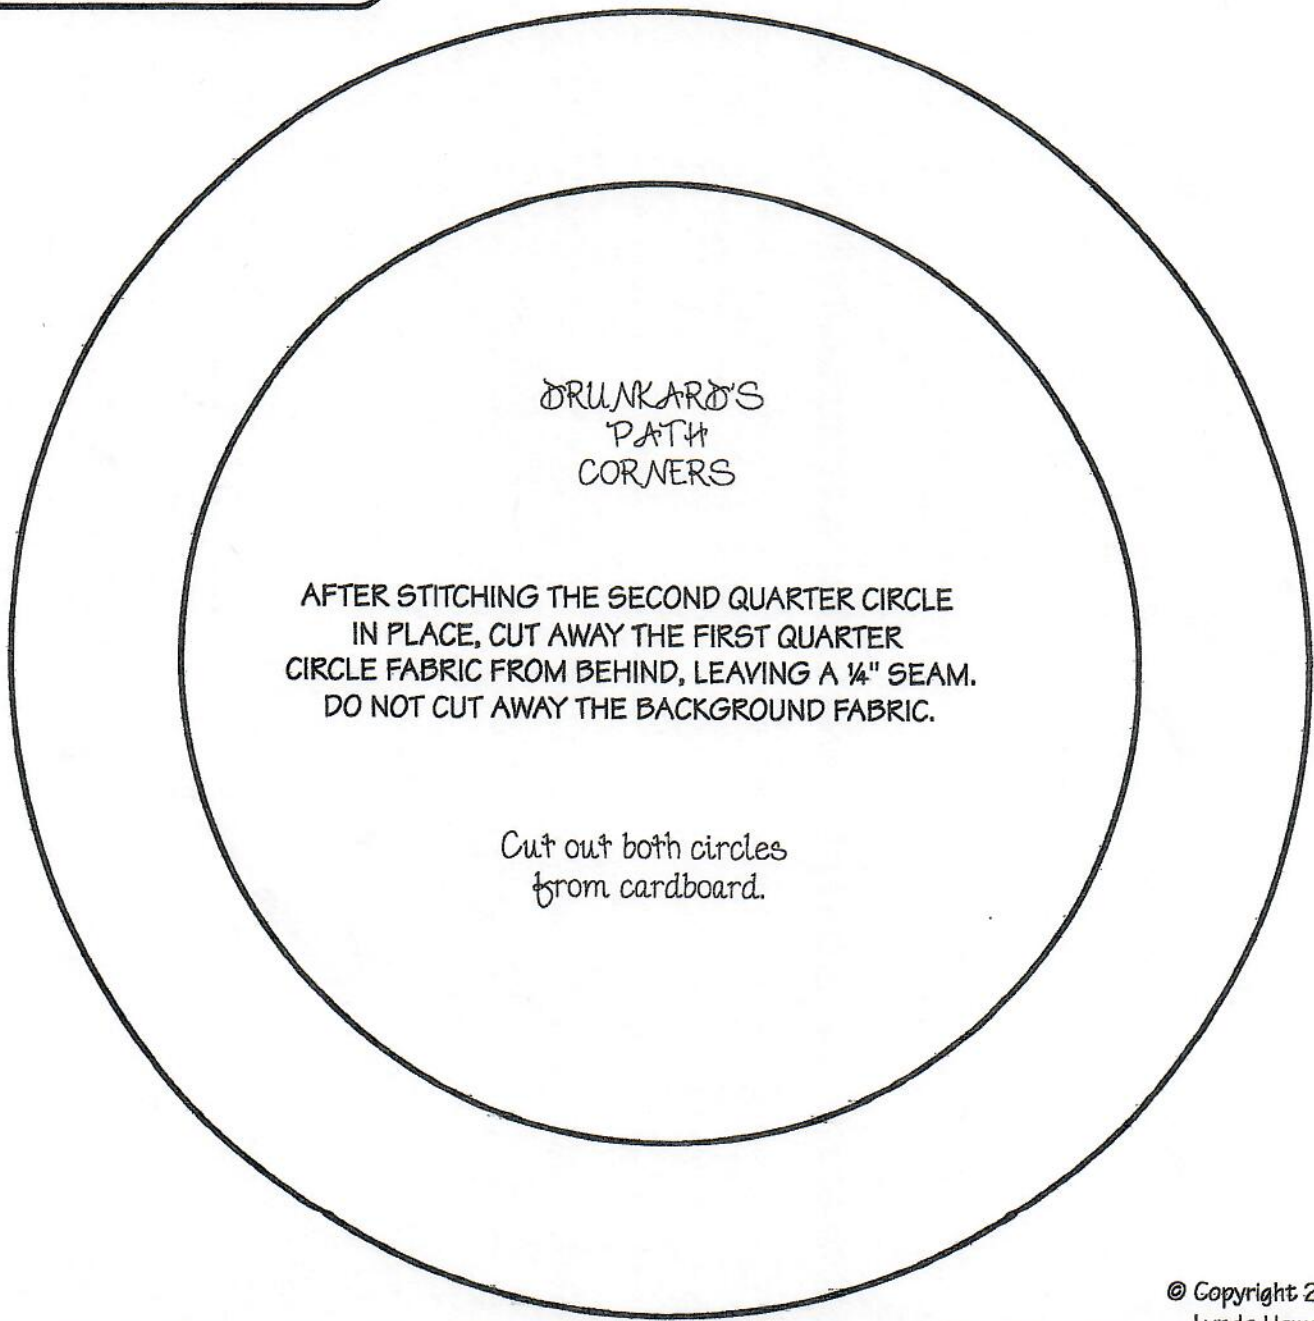 DRUNKARD'S
PATH
CORNERS
AFTER STITCHING THE SECOND QUARTER CIRCLE
IN PLACE, CUT AWAY THE FIRST QUARTER
CIRCLE FABRIC FROM BEHIND, LEAVING A ¼" SEAM.
DO NOT CUT AWAY THE BACKGROUND FABRIC.
Cut out both circles
from cardboard.
© Copyright 2